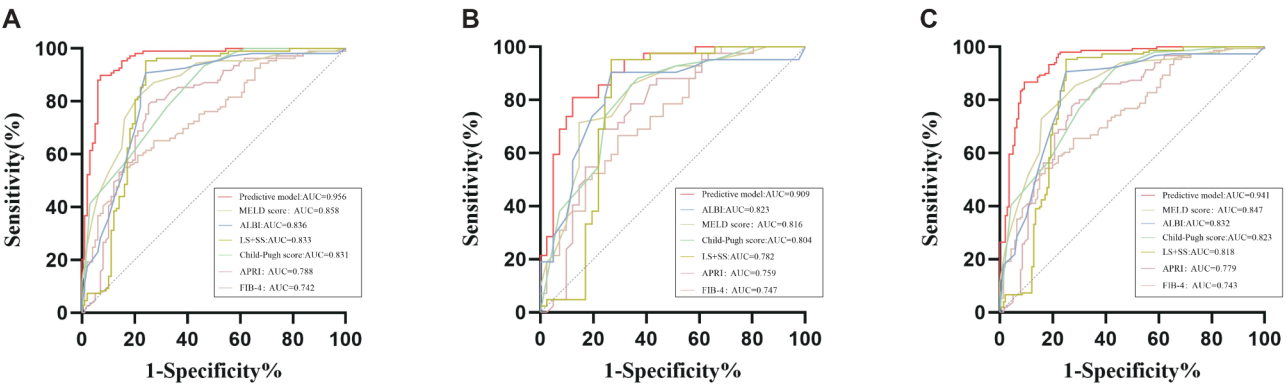 A
Sensitivity(%)
100
80
60
40
20
0
Predictive model:AUC=0.956
MELD score: AUC=0.858
ALBI:AUC=0.836
LS+SS:AUC=0.833
Child-Pugh score:AUC=0.831
APRI: AUC=0.788
FIB-4: AUC=0.742
0 20 40 60 80 100
1-Specificity%
B
Sensitivity(%)
100
80
60
40
20
0
Predictive model:AUC=0.909
ALBI:AUC=0.823
MELD score: AUC=0.816
Child-Pugh score:AUC=0.804
LS+SS:AUC=0.782
APRI: AUC=0.759
FIB-4: AUC=0.747
0 20 40 60 80 100
1-Specificity%
C
Sensitivity(%)
100
80
60
40
20
0
Predictive model:AUC=0.941
MELD score: AUC=0.847
ALBI:AUC=0.832
Child-Pugh score:AUC=0.823
LS+SS:AUC=0.818
APRI: AUC=0.779
FIB-4: AUC=0.743
0 20 40 60 80 100
1-Specificity%